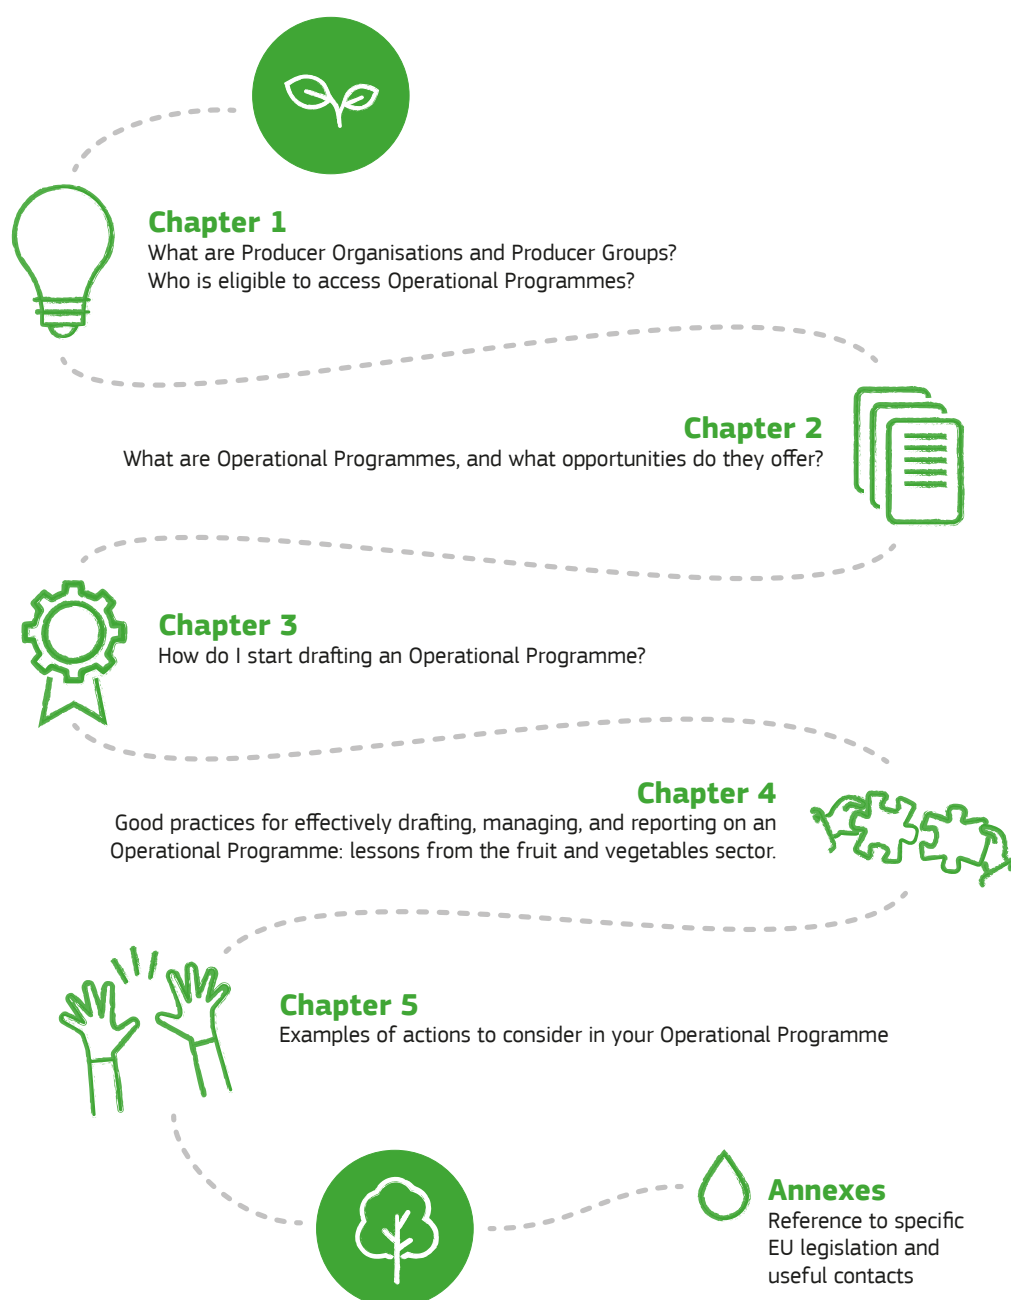 Chapter 1
What are Producer Organisations and Producer Groups?
Who is eligible to access Operational Programmes?
Chapter 2
What are Operational Programmes, and what opportunities do they offer?
Chapter 3
How do I start drafting an Operational Programme?
Chapter 4
Good practices for effectively drafting, managing, and reporting on an
Operational Programme: lessons from the fruit and vegetables sector.
Chapter 5
Examples of actions to consider in your Operational Programme
Annexes
Reference to specific
EU legislation and
useful contacts